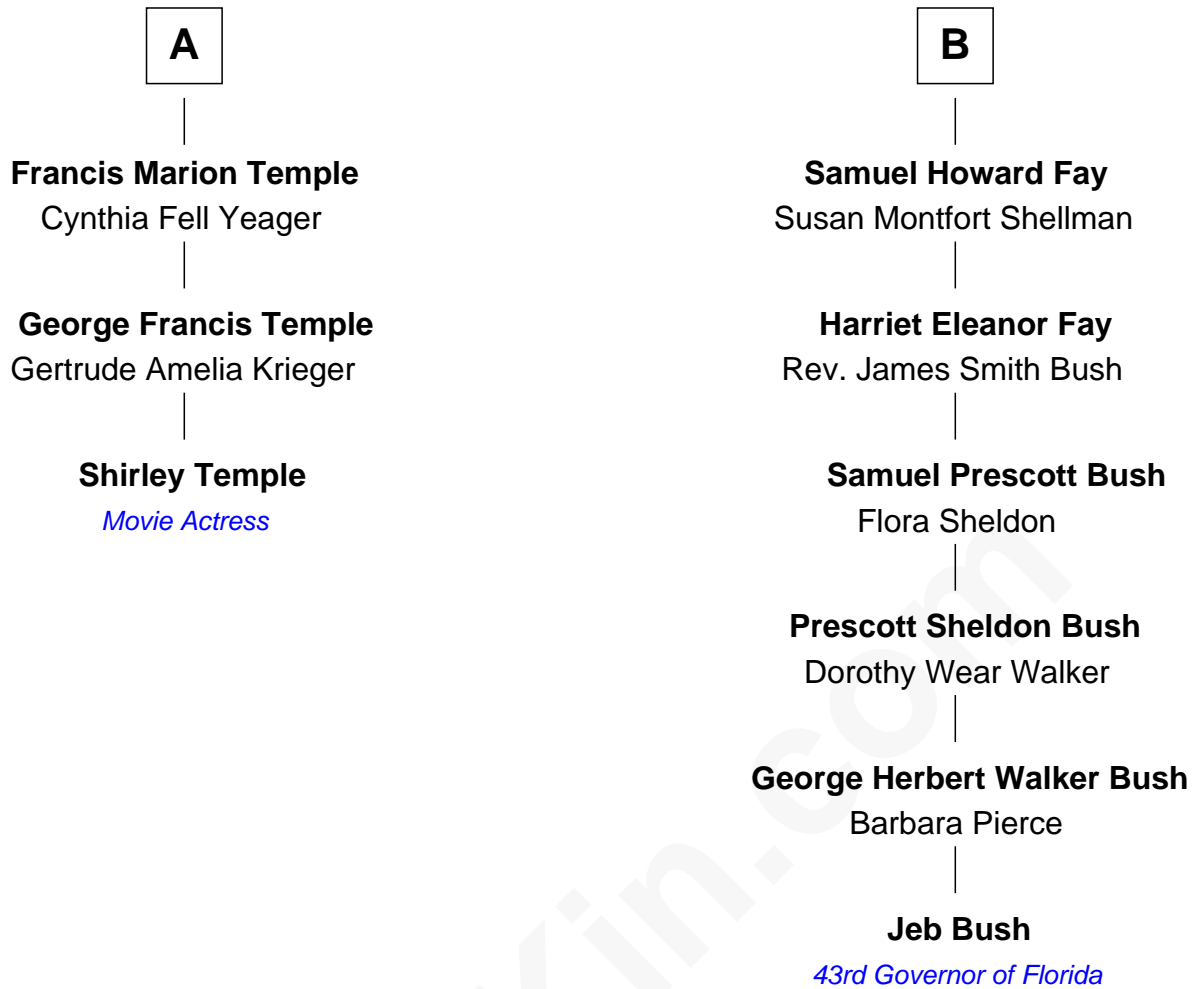 A
Francis Marion Temple
Cynthia Fell Yeager
George Francis Temple
Gertrude Amelia Krieger
Shirley Temple
Movie Actress
B
Samuel Howard Fay
Susan Montfort Shellman
Harriet Eleanor Fay
Rev. James Smith Bush
Samuel Prescott Bush
Flora Sheldon
Prescott Sheldon Bush
Dorothy Wear Walker
George Herbert Walker Bush
Barbara Pierce
Jeb Bush
43rd Governor of Florida
Kin.com